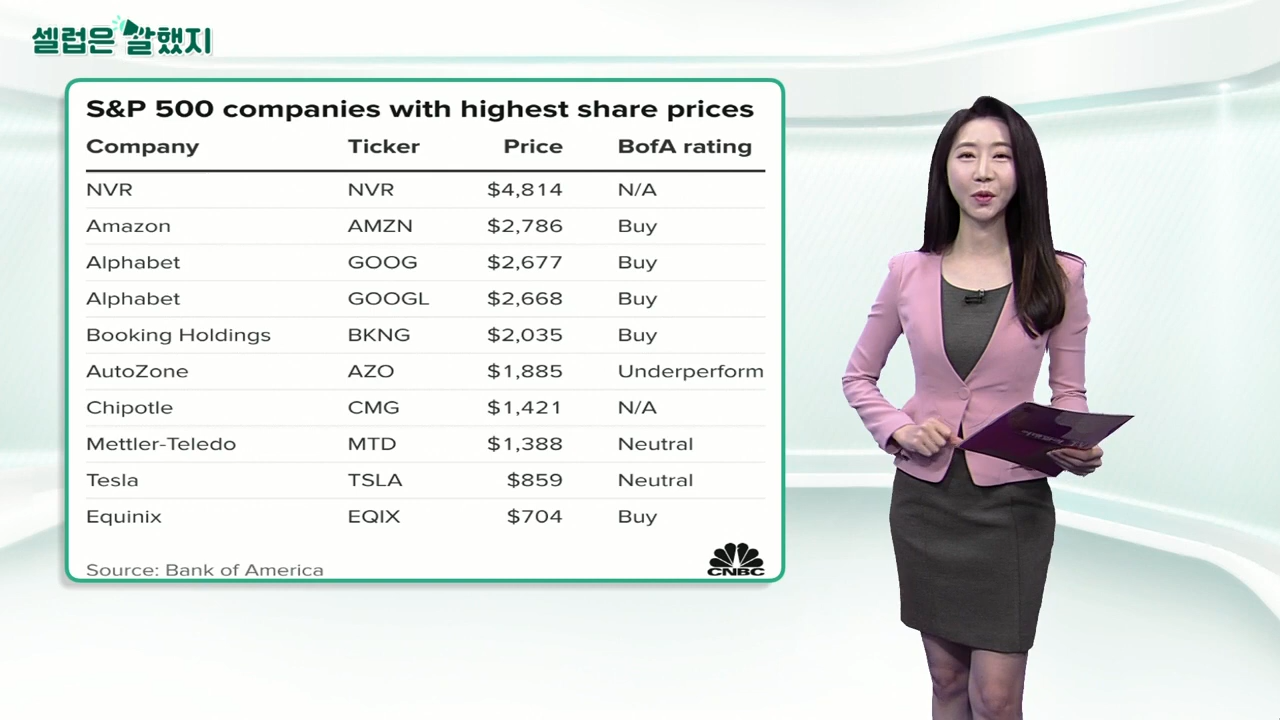 셀럽은 말했지
S&P 500 companies with highest share prices
Company Ticker Price BofA rating
NVR NVR $4,814 N/A
Amazon AMZN $2,786 Buy
Alphabet GOOG $2,677 Buy
Alphabet GOOGL $2,668 Buy
Booking Holdings BKNG $2,035 Buy
AutoZone AZO $1,885 Underperform
Chipotle CMG $1,421 N/A
Mettler-Teledo MTD $1,388 Neutral
Tesla TSLA $859 Neutral
Equinix EQIX $704 Buy
Source: Bank of America
CNBC